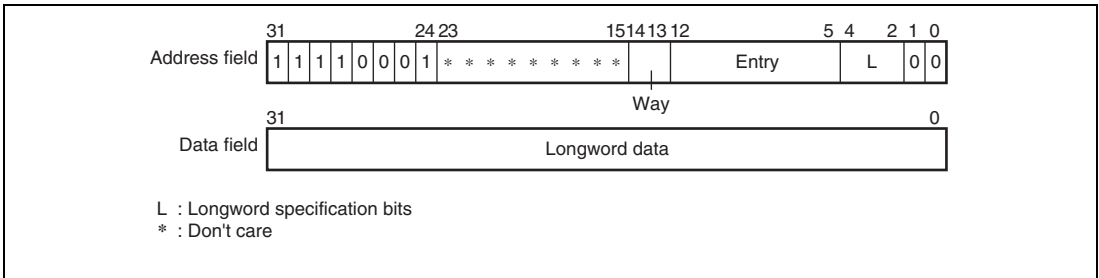 31 24 23 15 14 13 12 5 4 2 1 0
Address field 1 1 1 1 0 0 0 1 * * * * * * * * * Entry L 0 0
Way
31 0
Data field Longword data
L : Longword specification bits
* : Don't care